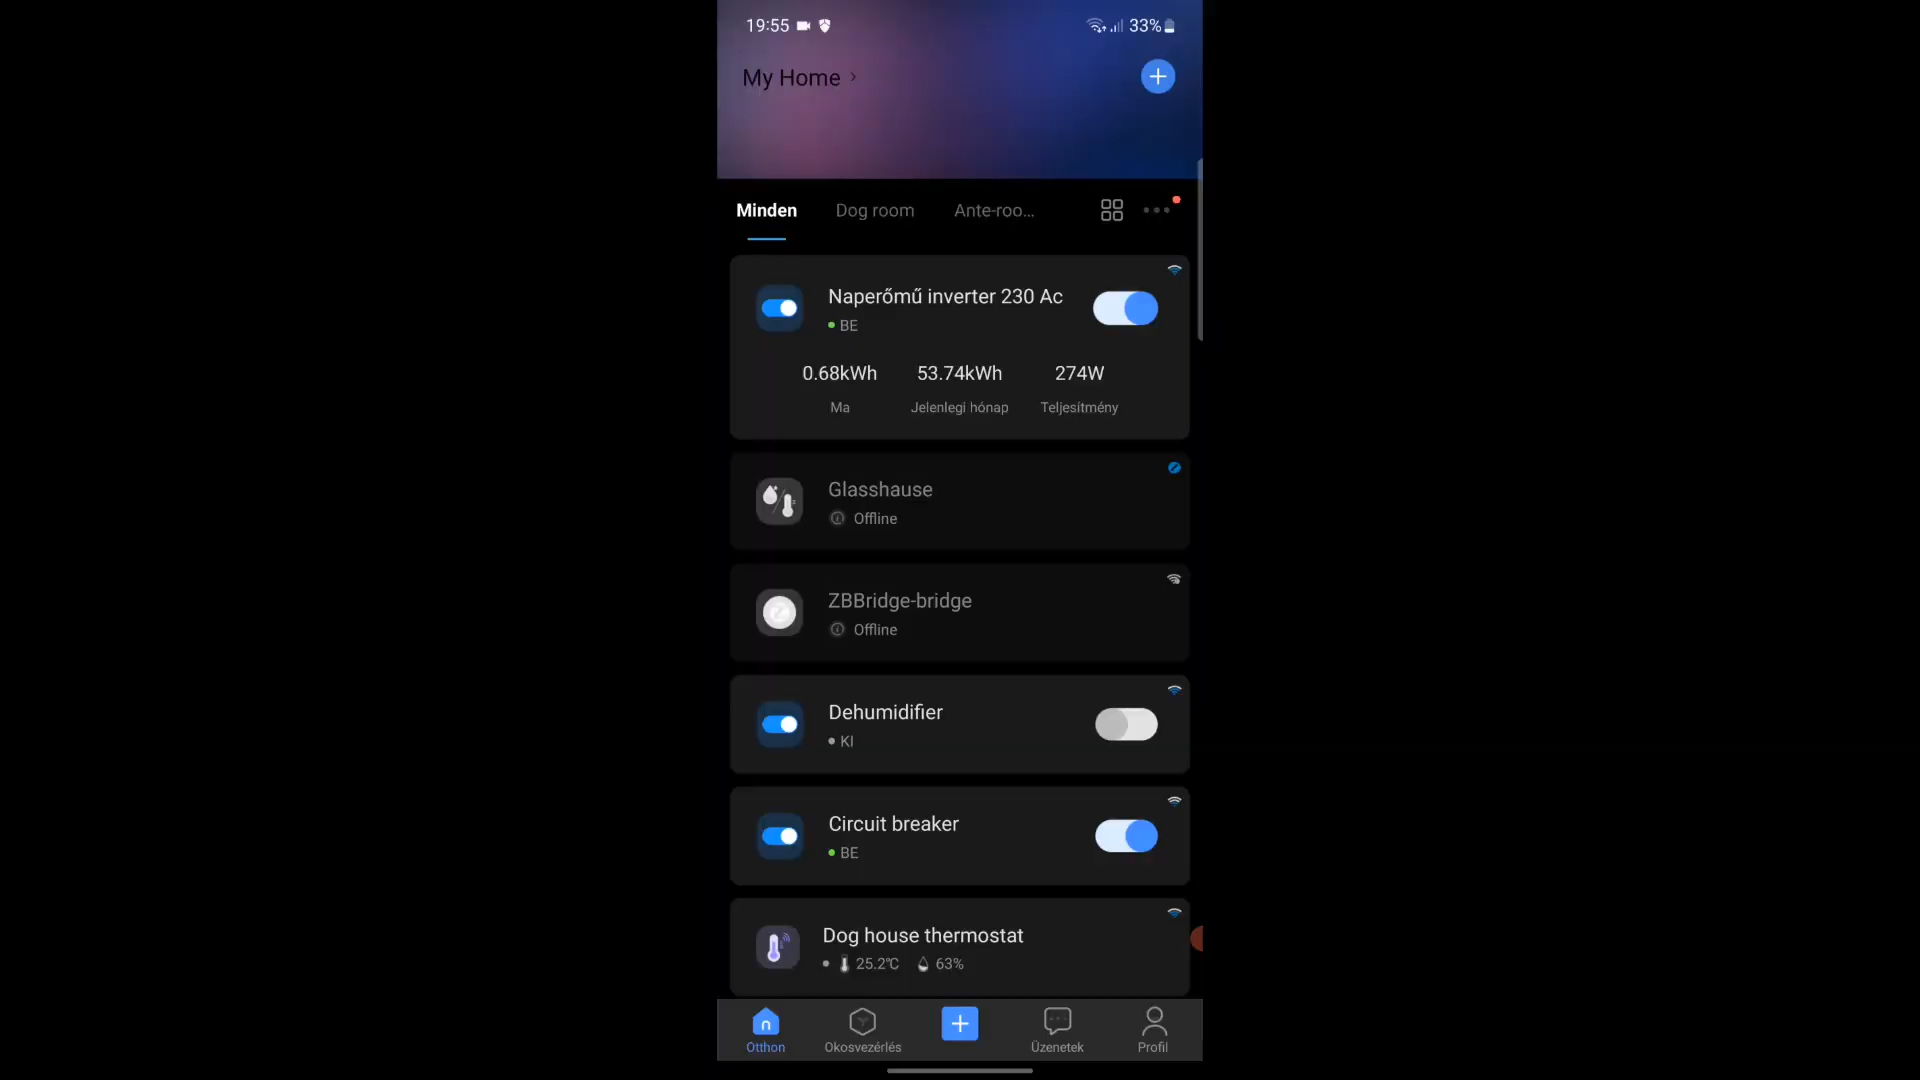 19:55 33%
My Home
Minden Dog room Ante-roo...
Naperőmű inverter 230 Ac
BE
0.68kWh 53.74kWh 274W
Ma Jelenlegi hónap Teljesítmény
Glasshause
Offline
ZBBridge-bridge
Offline
Dehumidifier
KI
Circuit breaker
BE
Dog house thermostat
25.2℃ 63%
Otthon Okosvezérlés Üzenetek Profil